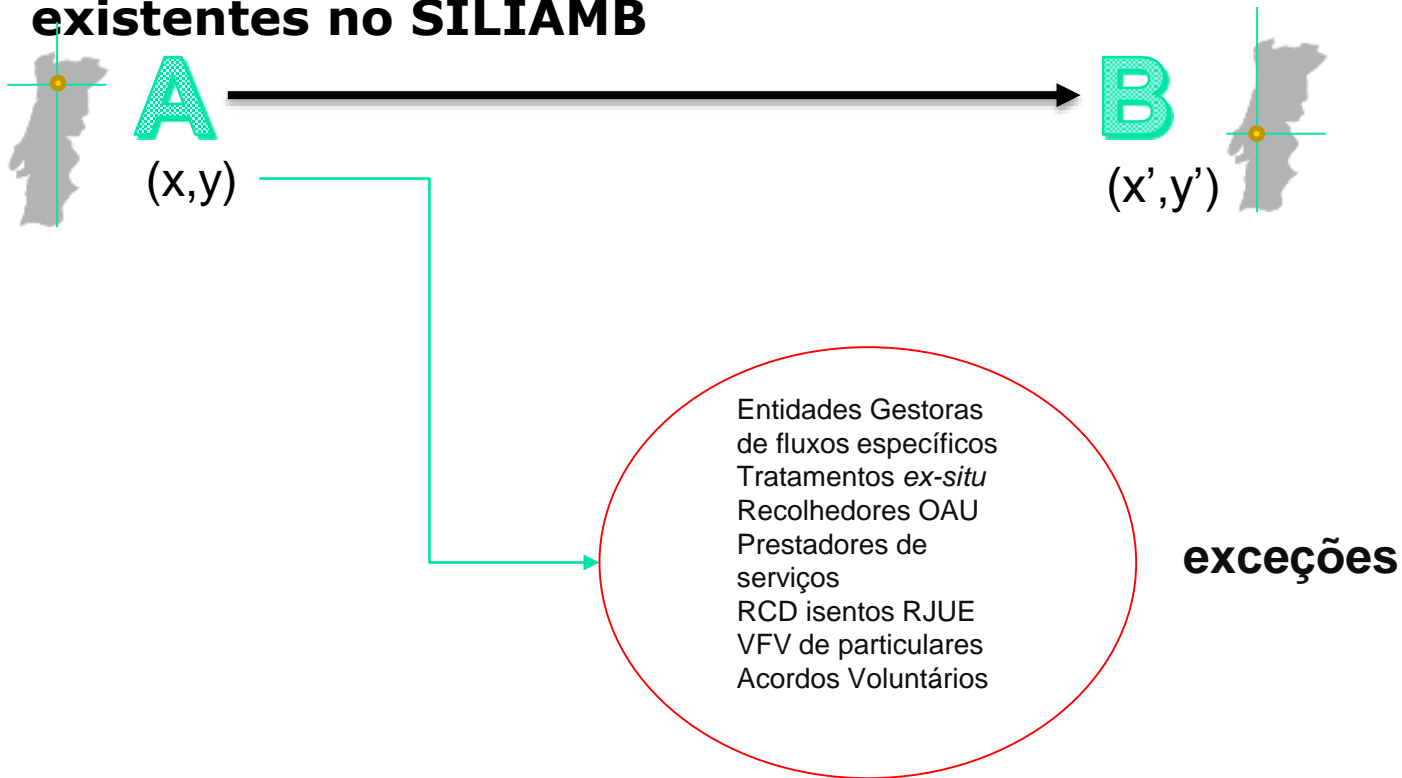 existentes no SILIAMB
A
B
(x,y)
(x’,y’)
Entidades Gestoras
de fluxos específicos
Tratamentos ex-situ
Recolhedores OAU
Prestadores de
serviços
RCD isentos RJUE
VFV de particulares
Acordos Voluntários
exceções